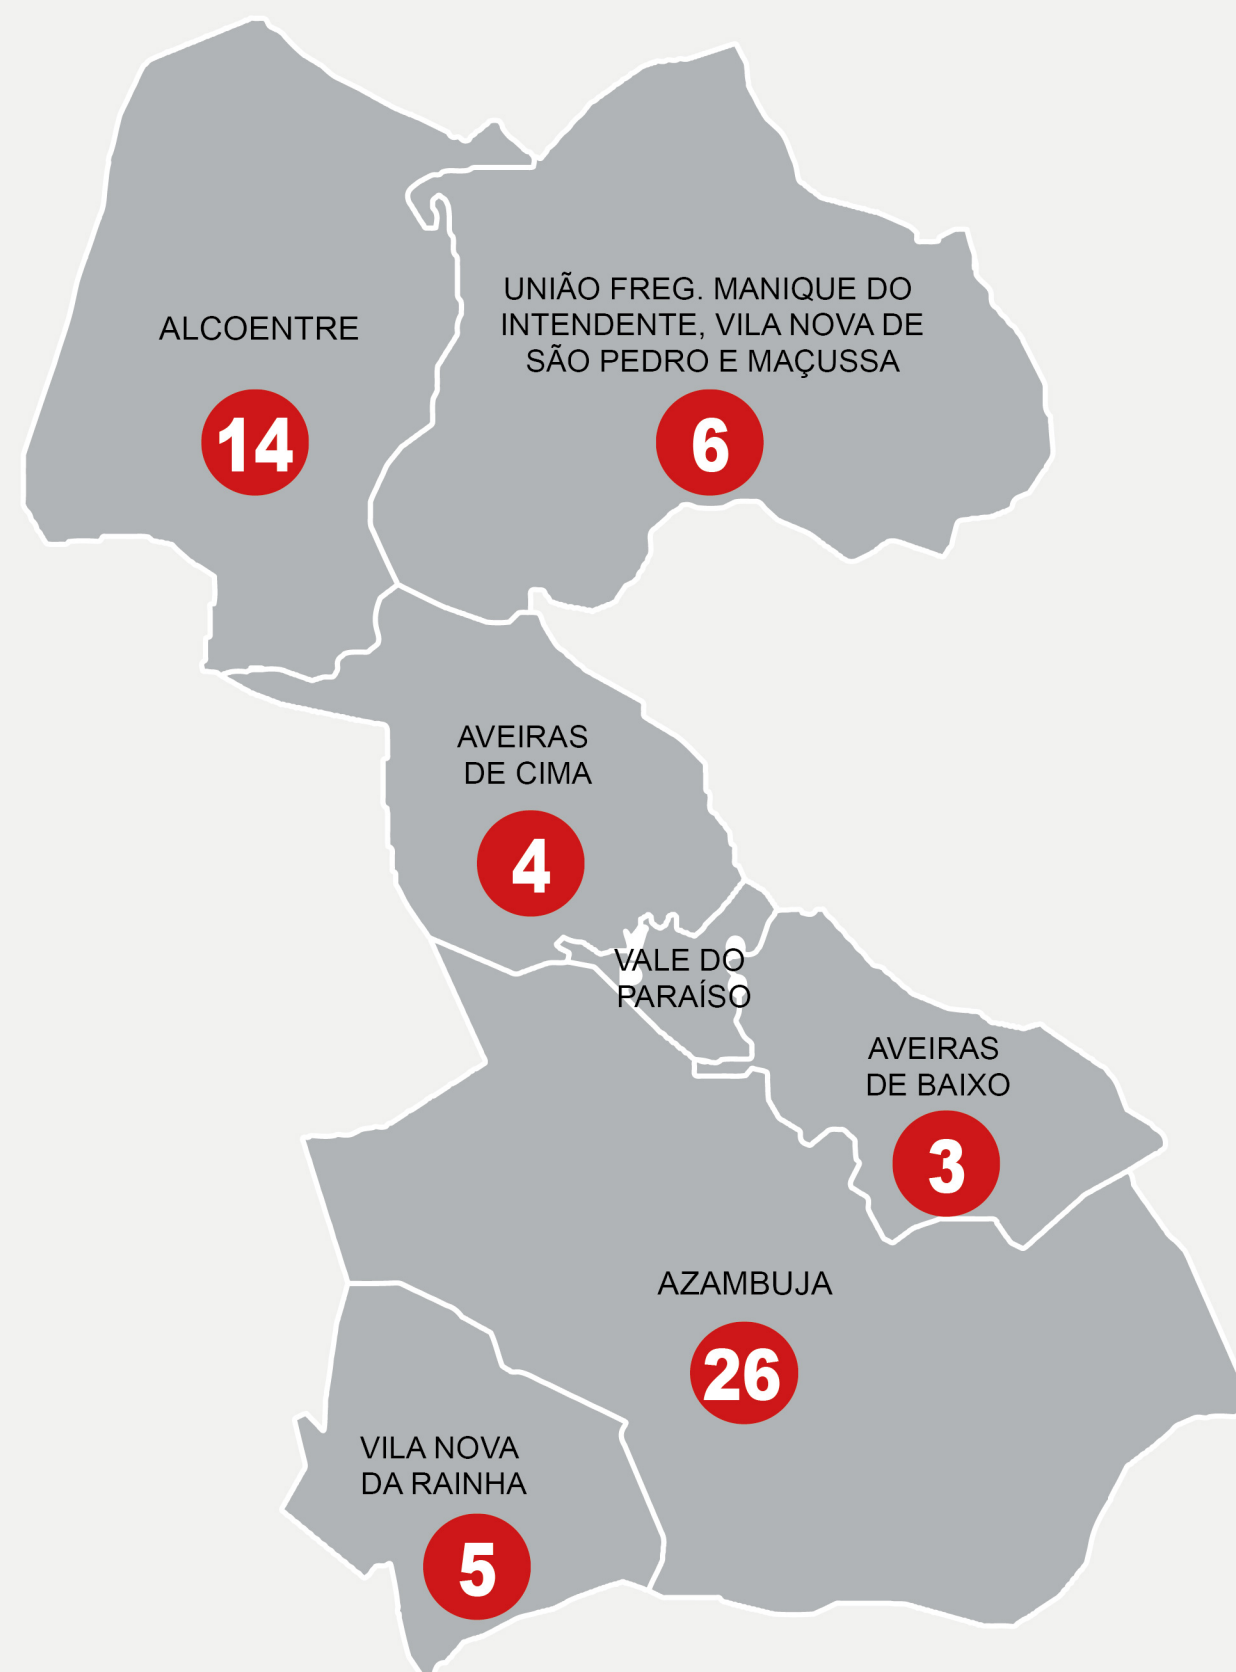 ALCOENTRE
14
UNIÃO FREG. MANIQUE DO
INTENDENTE, VILA NOVA DE
SÃO PEDRO E MAÇUSSA
6
AVEIRAS
DE CIMA
4
VALE DO
PARAÍSO
AVEIRAS
DE BAIXO
3
AZAMBUJA
26
VILA NOVA
DA RAINHA
5